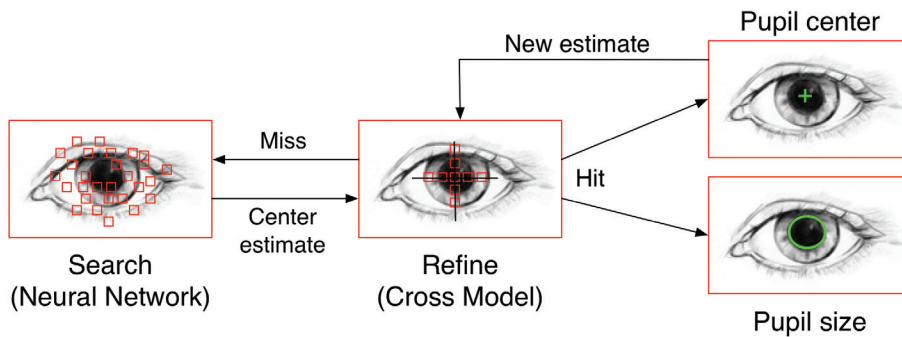 Pupil center
New estimate
Miss
Hit
Center
estimate
Search
(Neural Network)
Refine
(Cross Model)
Pupil size